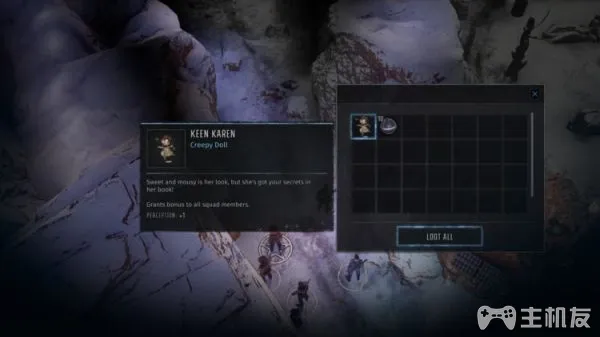 KEEN KAREN
Creepy Doll
Sweet and mousy is her look, but she's got your secrets in
her book!
Grants bonus to all squad members.
PERCEPTION: +1
LOOT ALL
主机友